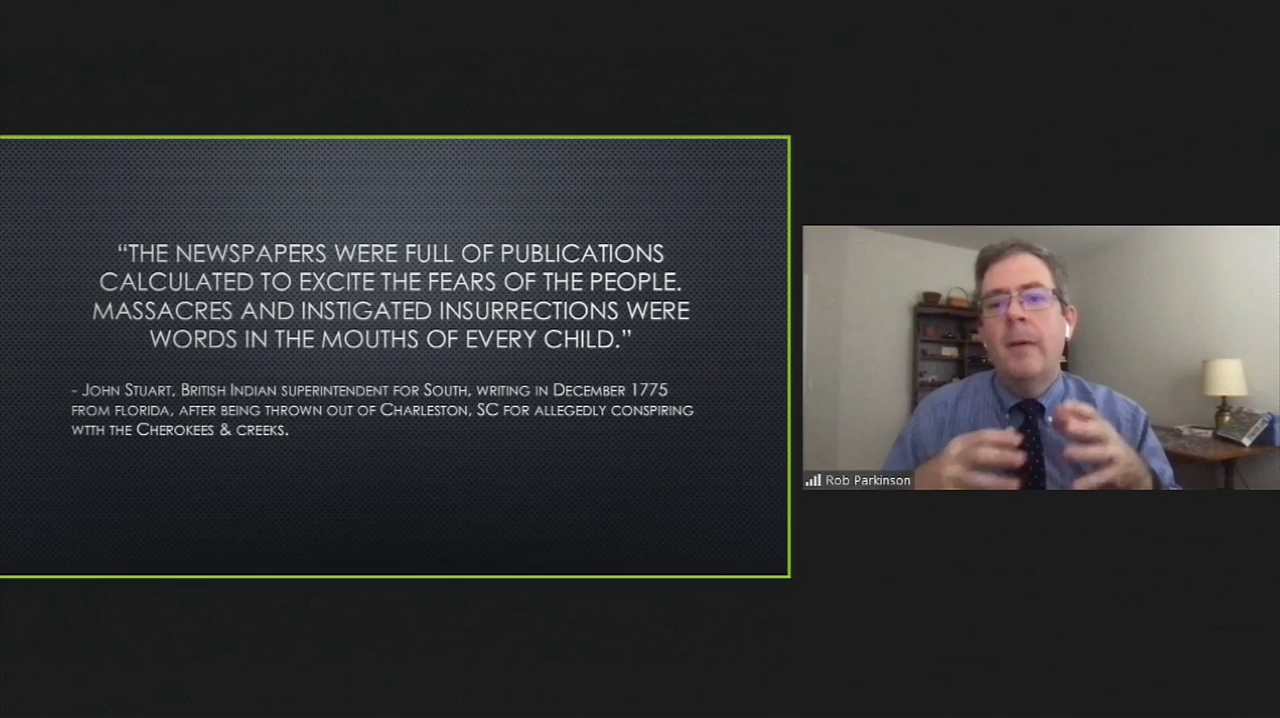 “THE NEWSPAPERS WERE FULL OF PUBLICATIONS
CALCULATED TO EXCITE THE FEARS OF THE PEOPLE.
MASSACRES AND INSTIGATED INSURRECTIONS WERE
WORDS IN THE MOUTHS OF EVERY CHILD.”
- JOHN STUART, BRITISH INDIAN SUPERINTENDENT FOR SOUTH, WRITING IN DECEMBER 1775
FROM FLORIDA, AFTER BEING THROWN OUT OF CHARLESTON, SC FOR ALLEGEDLY CONSPIRING
WTTH THE CHEROKEES & CREEKS.
Rob Parkinson